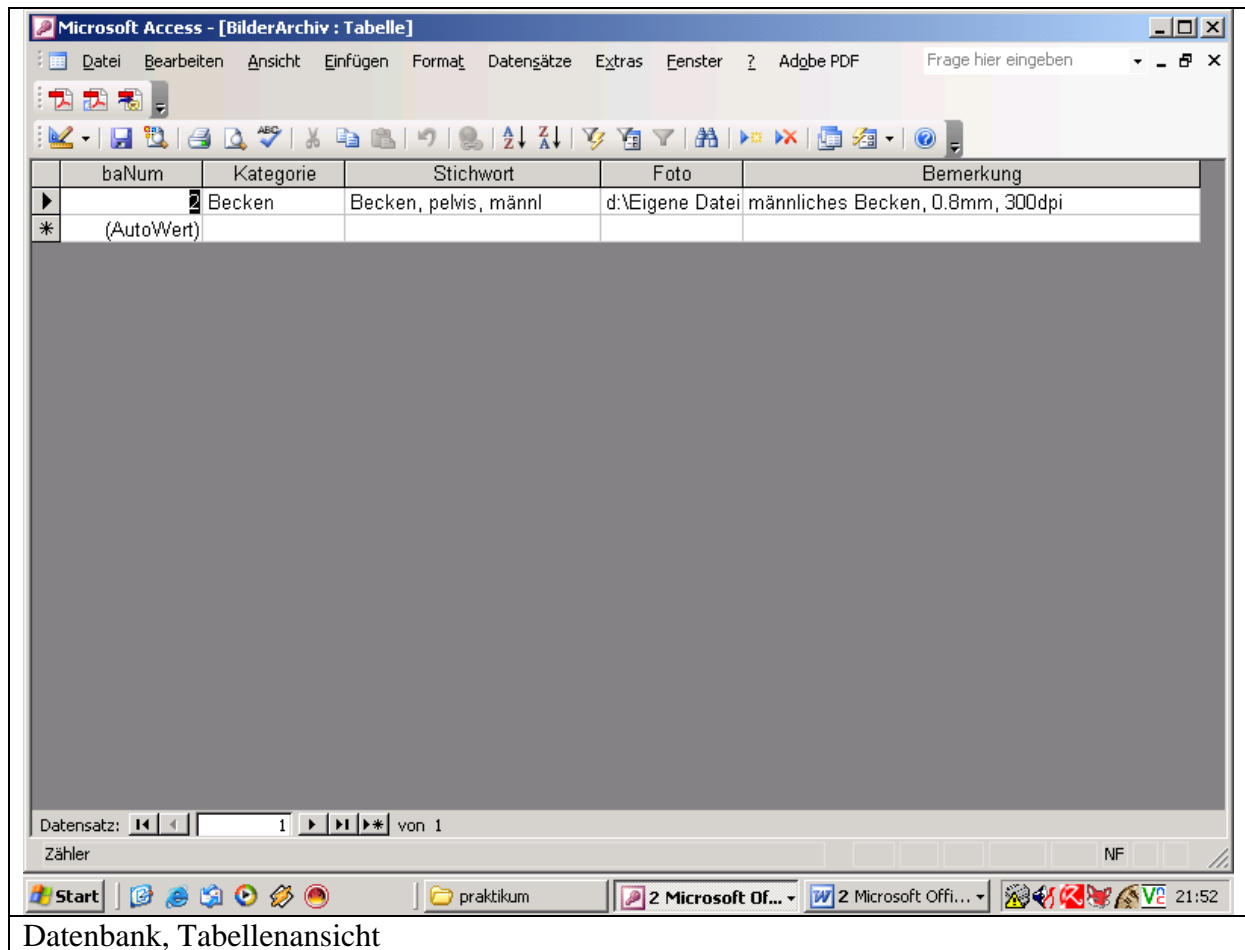 Microsoft Access - [BilderArchiv : Tabelle]
Datei Bearbeiten Ansicht Einfügen Format Datensätze Extras Fenster ? Adobe PDF Frage hier eingeben
baNum Kategorie Stichwort Foto Bemerkung
2 Becken Becken, pelvis, männl d:\Eigene Datei männliches Becken, 0.8mm, 300dpi
(AutoWert)
Datensatz: 1 von 1
Zähler NF
Start praktikum 2 Microsoft Of... 2 Microsoft Offi... 21:52
Datenbank, Tabellenansicht